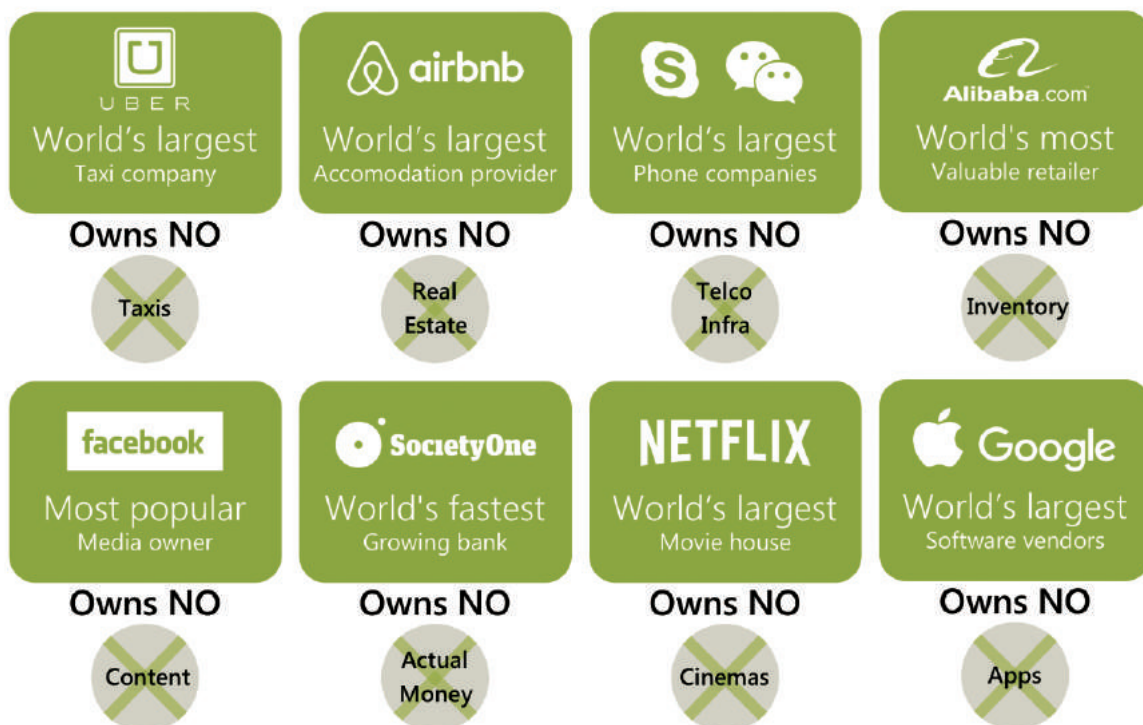 UBER
World's largest
Taxi company
Owns NO
Taxis
airbnb
World's largest
Accomodation provider
Owns NO
Real
Estate
S
World's largest
Phone companies
Owns NO
Telco
Infra
Alibaba.com
World's most
Valuable retailer
Owns NO
Inventory
facebook
Most popular
Media owner
Owns NO
Content
SocietyOne
World's fastest
Growing bank
Owns NO
Actual
Money
NETFLIX
World's largest
Movie house
Owns NO
Cinemas
Google
World's largest
Software vendors
Owns NO
Apps